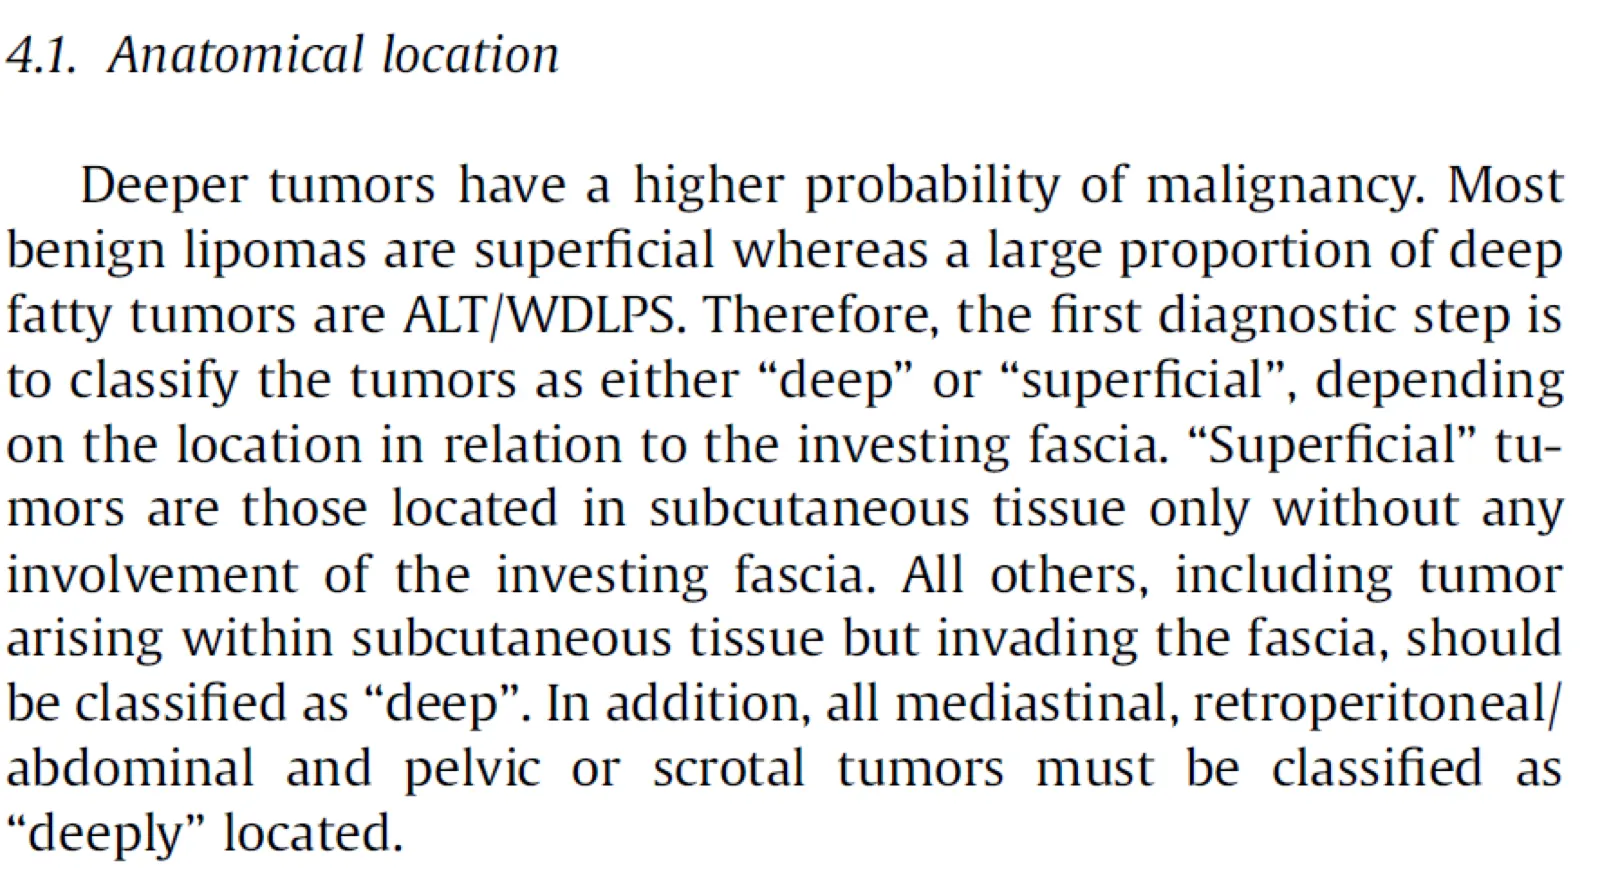 4.1. Anatomical location
Deeper tumors have a higher probability of malignancy. Most
benign lipomas are superficial whereas a large proportion of deep
fatty tumors are ALT/WDLPS. Therefore, the first diagnostic step is
to classify the tumors as either “deep” or “superficial”, depending
on the location in relation to the investing fascia. “Superficial” tu-
mors are those located in subcutaneous tissue only without any
involvement of the investing fascia. All others, including tumor
arising within subcutaneous tissue but invading the fascia, should
be classified as “deep”. In addition, all mediastinal, retroperitoneal/
abdominal and pelvic or scrotal tumors must be classified as
“deeply” located.